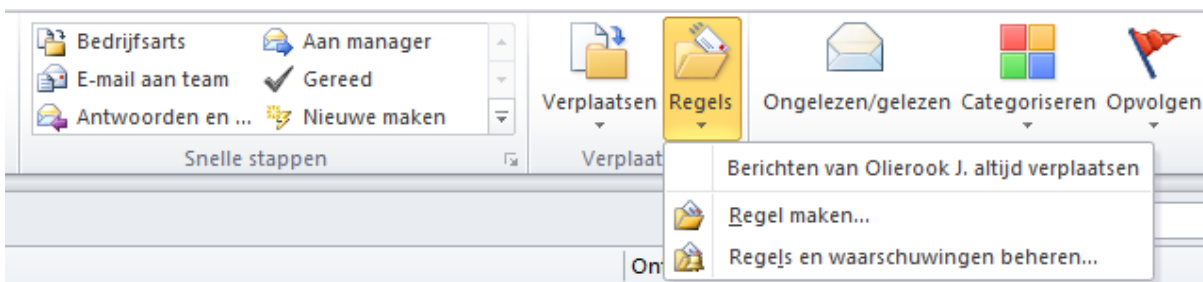 Bedrijfsarts
Aan manager
E-mail aan team
Gereed
Antwoorden en ...
Nieuwe maken
Snelle stappen
Verplaatsen
Regels
Ongelezen/gelezen
Categoriseren
Opvolgen
Verplaat
Berichten van Olierook J. altijd verplaatsen
Regel maken...
Regels en waarschuwingen beheren...
On